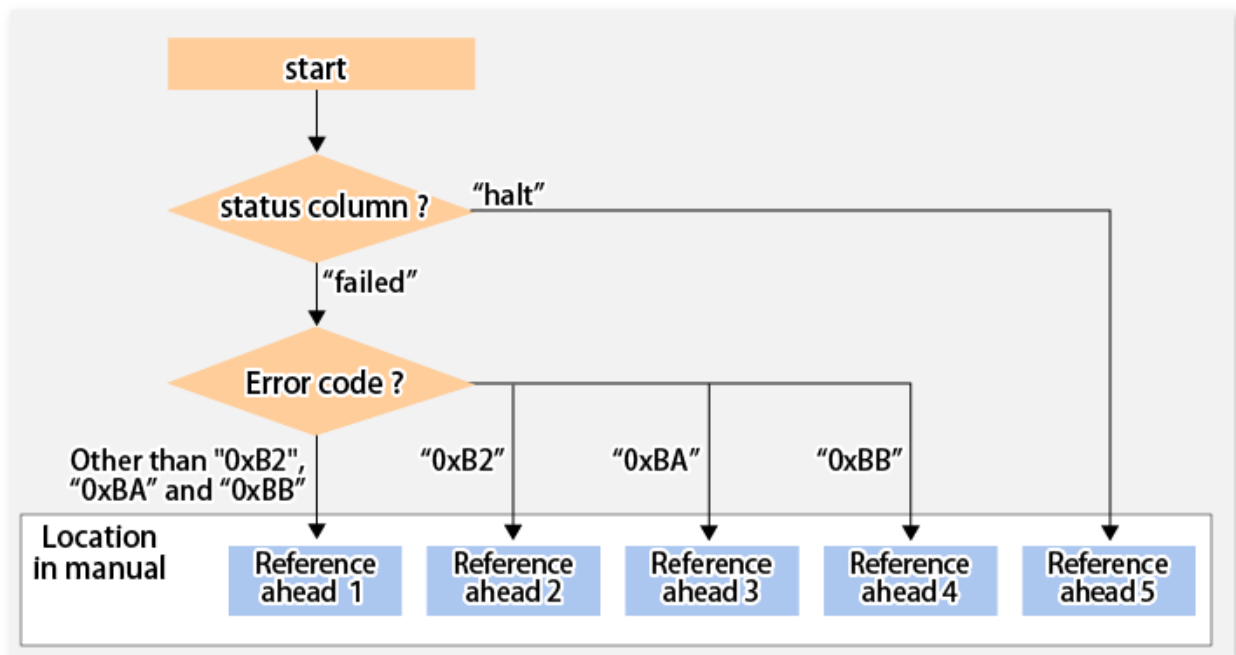 start
status column ?
“halt”
“failed”
Error code ?
Other than "0xB2",
“0xBA” and “0xBB”
“0xB2”
“0xBA”
“0xBB”
Location
in manual
Reference
ahead 1
Reference
ahead 2
Reference
ahead 3
Reference
ahead 4
Reference
ahead 5